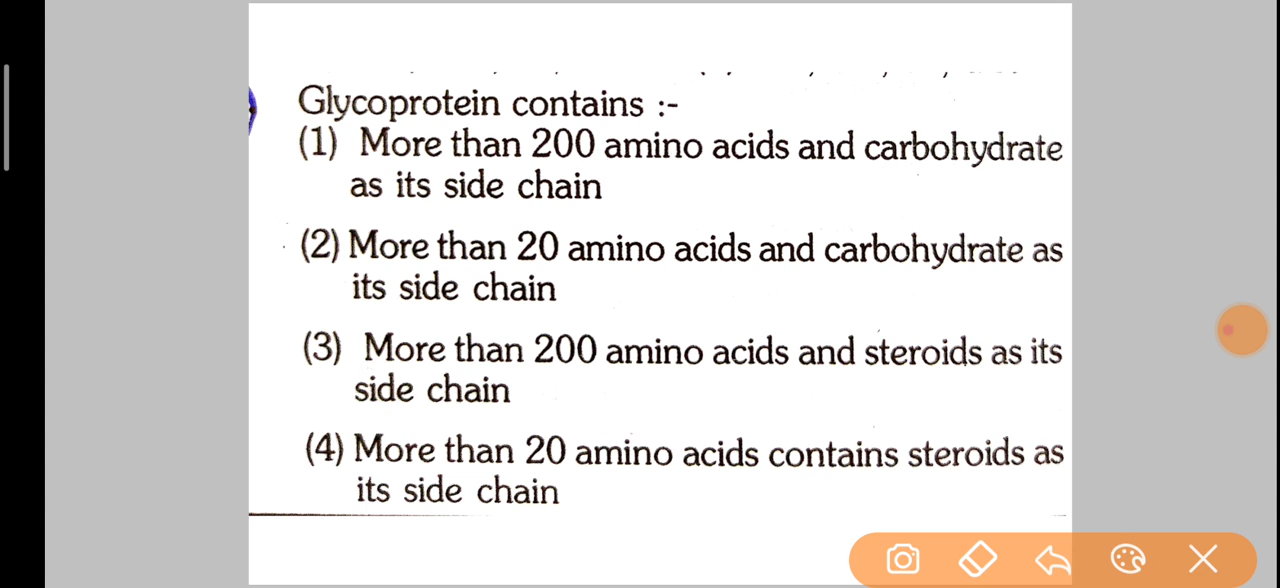 Glycoprotein contains :-
(1) More than 200 amino acids and carbohydrate
as its side chain
(2) More than 20 amino acids and carbohydrate as
its side chain
(3) More than 200 amino acids and steroids as its
side chain
(4) More than 20 amino acids contains steroids as
its side chain